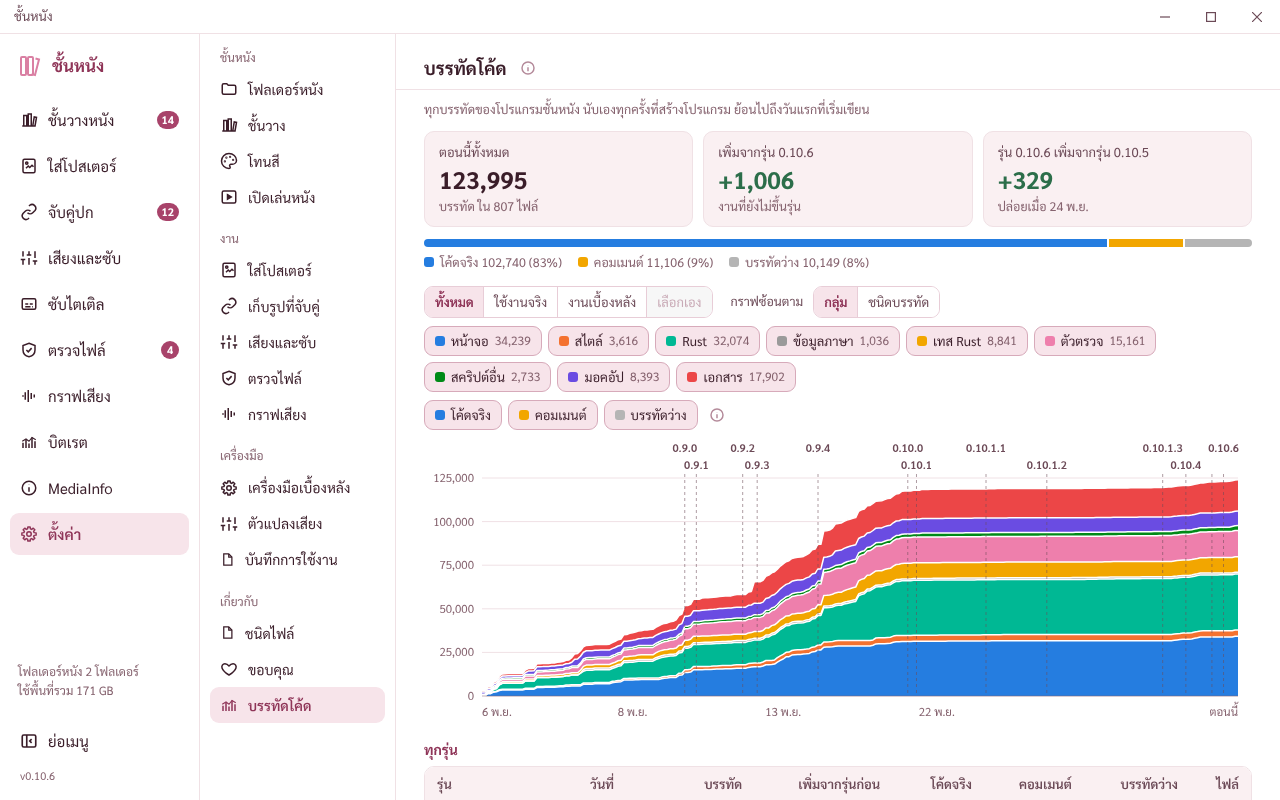 ชั้นหนัง
ชั้นหนัง
ชั้นวางหนัง 14
ใส่โปสเตอร์
จับคู่ปก 12
เสียงและซับ
ซับไตเติล
ตรวจไฟล์ 4
กราฟเสียง
บิตเรต
MediaInfo
ตั้งค่า
โฟลเดอร์หนัง 2 โฟลเดอร์
ใช้พื้นที่รวม 171 GB
ย่อเมนู
v0.10.6
ชั้นหนัง
โฟลเดอร์หนัง
ชั้นวาง
โทนสี
เปิดเล่นหนัง
งาน
ใส่โปสเตอร์
เก็บรูปที่จับคู่
เสียงและซับ
ตรวจไฟล์
กราฟเสียง
เครื่องมือ
เครื่องมือเบื้องหลัง
ตัวแปลงเสียง
บันทึกการใช้งาน
เกี่ยวกับ
ชนิดไฟล์
ขอบคุณ
บรรทัดโค้ด
บรรทัดโค้ด
ทุกบรรทัดของโปรแกรมชั้นหนัง นับเองทุกครั้งที่สร้างโปรแกรม ย้อนไปถึงวันแรกที่เริ่มเขียน
ตอนนี้ทั้งหมด
123,995
บรรทัด ใน 807 ไฟล์
เพิ่มจากรุ่น 0.10.6
+1,006
งานที่ยังไม่ขึ้นรุ่น
รุ่น 0.10.6 เพิ่มจาก 0.10.5
+329
ปล่อยเมื่อ 24 พ.ย.
โค้ดจริง 102,740 (83%) คอมเมนต์ 11,106 (9%) บรรทัดว่าง 10,149 (8%)
ทั้งหมด ใช้งานจริง งานเบื้องหลัง เลือกเอง กราฟซ้อนตาม กลุ่ม ชนิดบรรทัด
หน้าจอ 34,239 สไตล์ 3,616 Rust 32,074 ข้อมูลภาษา 1,036 เทส Rust 8,841 ตัวตรวจ 15,161
สคริปต์อื่น 2,733 มอคอัป 8,393 เอกสาร 17,902
โค้ดจริง คอมเมนต์ บรรทัดว่าง
0.9.0 0.9.2 0.9.4 0.10.0 0.10.1.1 0.10.1.3 0.10.6
0.9.1 0.9.3 0.10.1 0.10.1.2 0.10.4
125,000
100,000
75,000
50,000
25,000
0
6 พ.ย. 8 พ.ย. 13 พ.ย. 22 พ.ย. ตอนนี้
ทุกรุ่น
รุ่น วันที่ บรรทัด เพิ่มจากรุ่นก่อน โค้ดจริง คอมเมนต์ บรรทัดว่าง ไฟล์